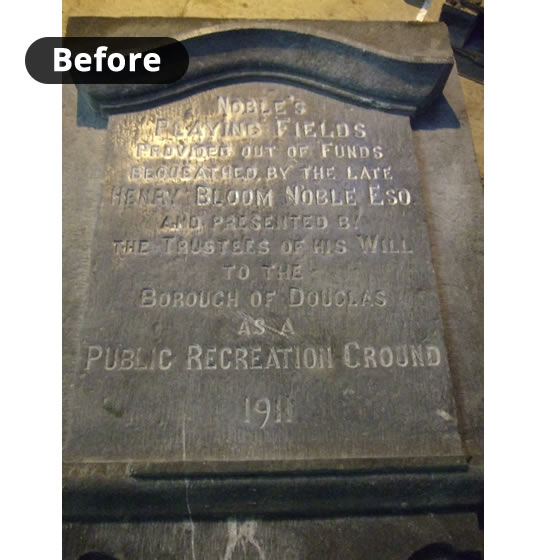 Before
NOBLE'S
PLAYING FIELDS
PROVIDED OUT OF FUNDS
BEQUEATHED BY THE LATE
HENRY BLOOM NOBLE ESQ
AND PRESENTED BY
THE TRUSTEES OF HIS WILL
TO THE
BOROUGH OF DOUGLAS
AS A
PUBLIC RECREATION GROUND
1911